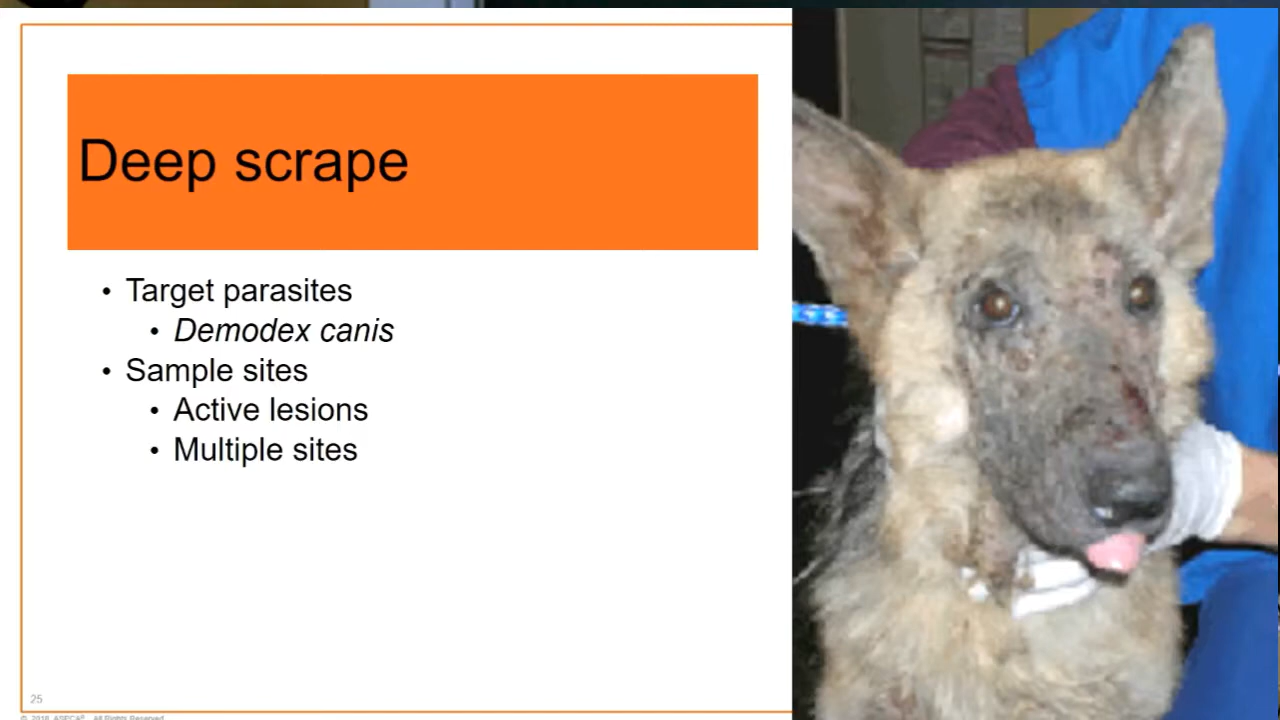 Deep scrape
• Target parasites
• Demodex canis
• Sample sites
• Active lesions
• Multiple sites
25
© 2018 ASPCA® All Rights Reserved